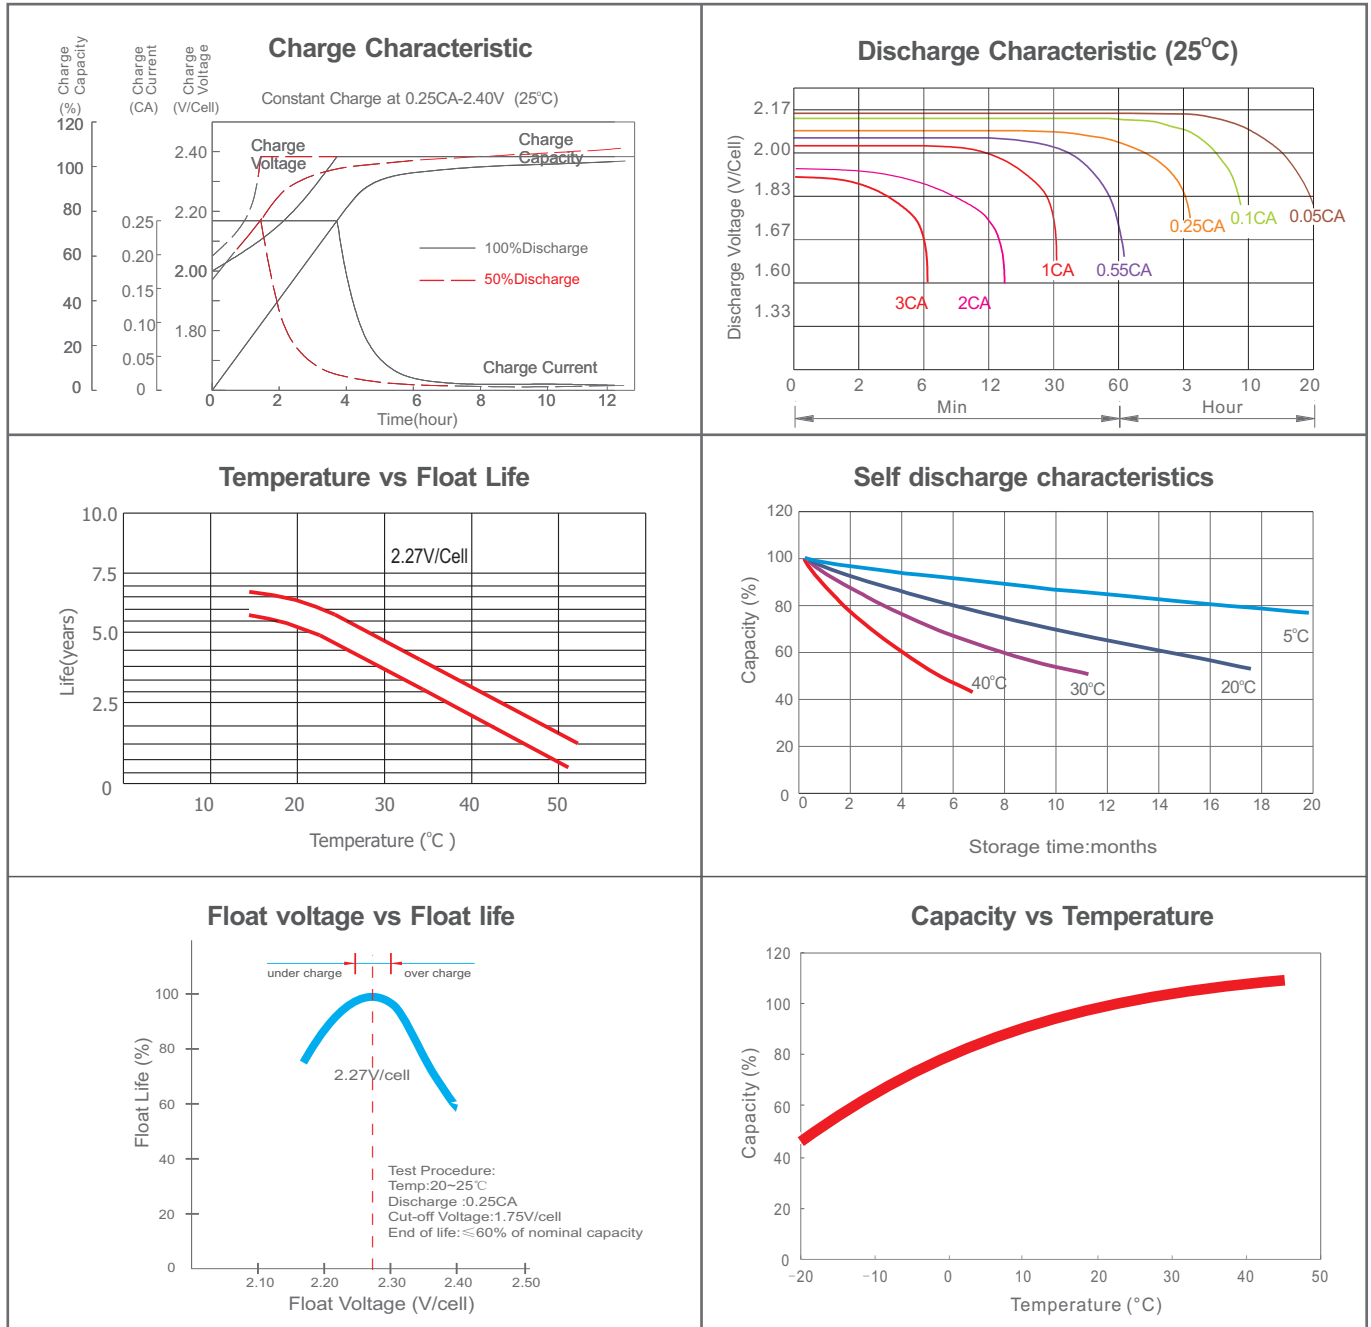 Charge Characteristic
Charge
Capacity
(%)
Charge
Current
(CA)
Charge
Voltage
(V/Cell)
Constant Charge at 0.25CA-2.40V (25°C)
120
100
80
60
40
20
0
0.25
0.20
0.15
0.10
0.05
0
2.40
2.20
2.00
1.80
Charge
Voltage
Charge
Capacity
100%Discharge
50%Discharge
Charge Current
0 2 4 6 8 10 12
Time(hour)
Discharge Characteristic (25°C)
Discharge Voltage (V/Cell)
2.17
2.00
1.83
1.67
1.60
1.33
3CA
2CA
1CA
0.55CA
0.25CA
0.1CA
0.05CA
0 2 6 12 30 60 3 10 20
Min Hour
Temperature vs Float Life
Life(years)
10.0
7.5
5.0
2.5
0
2.27V/Cell
10 20 30 40 50
Temperature (°C )
Self discharge characteristics
Capacity (%)
120
100
80
60
40
20
0
5°C
20°C
30°C
40°C
0 2 4 6 8 10 12 14 16 18 20
Storage time:months
Float voltage vs Float life
under charge over charge
Float Life (%)
100
80
60
40
20
0
2.27V/cell
Test Procedure:
Temp:20~25℃
Discharge :0.25CA
Cut-off Voltage:1.75V/cell
End of life:≤60% of nominal capacity
2.10 2.20 2.30 2.40 2.50
Float Voltage (V/cell)
Capacity vs Temperature
Capacity (%)
120
100
80
60
40
20
0
−20 −10 0 10 20 30 40 50
Temperature (°C)